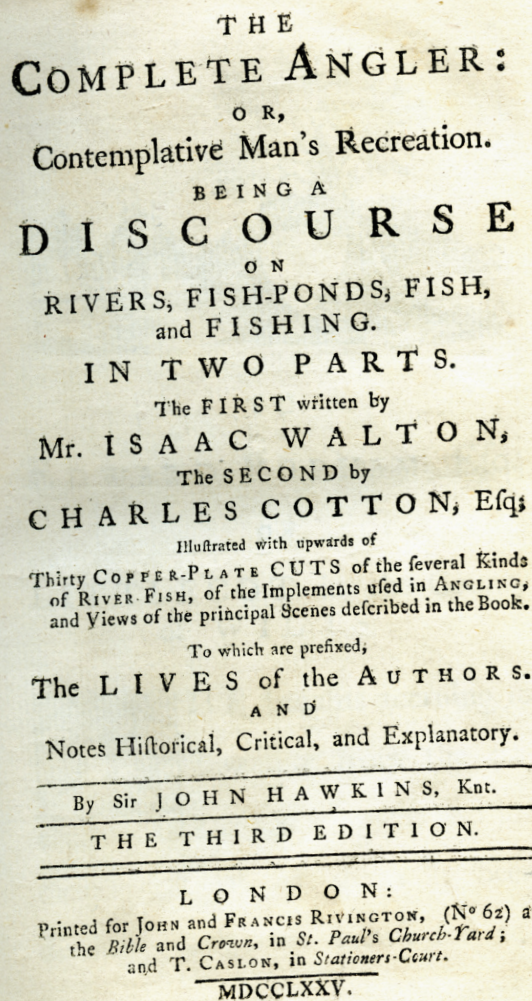 THE
COMPLETE ANGLER:
OR,
Contemplative Man's Recreation.
BEING A
DISCOURSE
ON
RIVERS, FISH-PONDS, FISH,
and FISHING.
IN TWO PARTS.
The FIRST written by
Mr. ISAAC WALTON,
The SECOND by
CHARLES COTTON, Eſq;
Illuſtrated with upwards of
Thirty COPPER-PLATE CUTS of the ſeveral Kinds
of RIVER-FISH, of the Implements uſed in ANGLING,
and Views of the principal Scenes deſcribed in the Book.
To which are prefixed,
The LIVES of the AUTHORS.
AND
Notes Hiſtorical, Critical, and Explanatory.
By Sir JOHN HAWKINS, Knt.
THE THIRD EDITION.
LONDON:
Printed for JOHN and FRANCIS RIVINGTON, (Nº 62) a
the Bible and Crown, in St. Paul's Church-Yard;
and T. CASLON, in Stationers-Court.
MDCCLXXV.